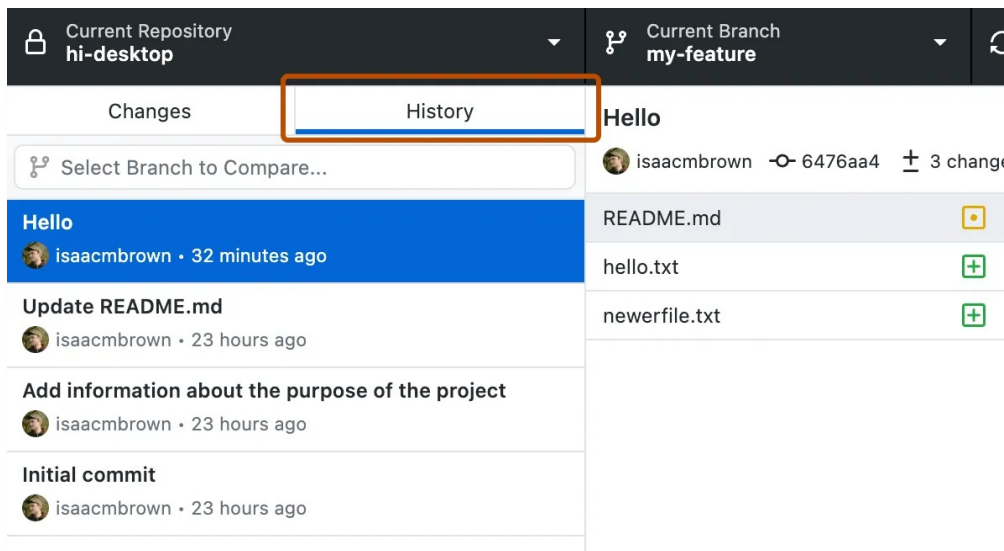 Current Repository
hi-desktop
Current Branch
my-feature
Changes
History
Select Branch to Compare...
Hello
isaacmbrown • 32 minutes ago
Update README.md
isaacmbrown • 23 hours ago
Add information about the purpose of the project
isaacmbrown • 23 hours ago
Initial commit
isaacmbrown • 23 hours ago
Hello
isaacmbrown 6476aa4 3 change
README.md
hello.txt
newerfile.txt